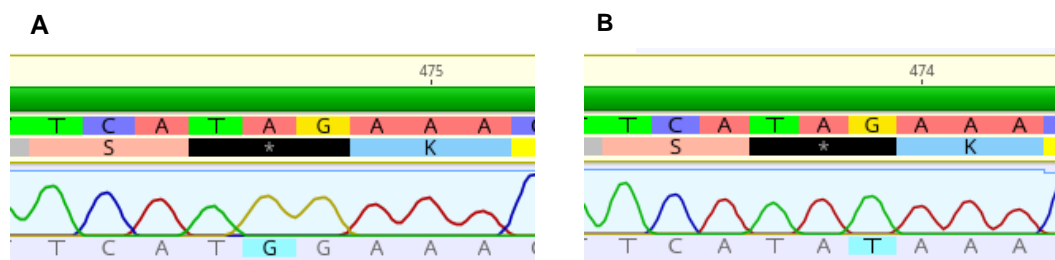 A
B
475
474
T C A T A G A A A
T C A T A G A A A
S * K
S * K
T C A T G G A A A
T C A T A T A A A